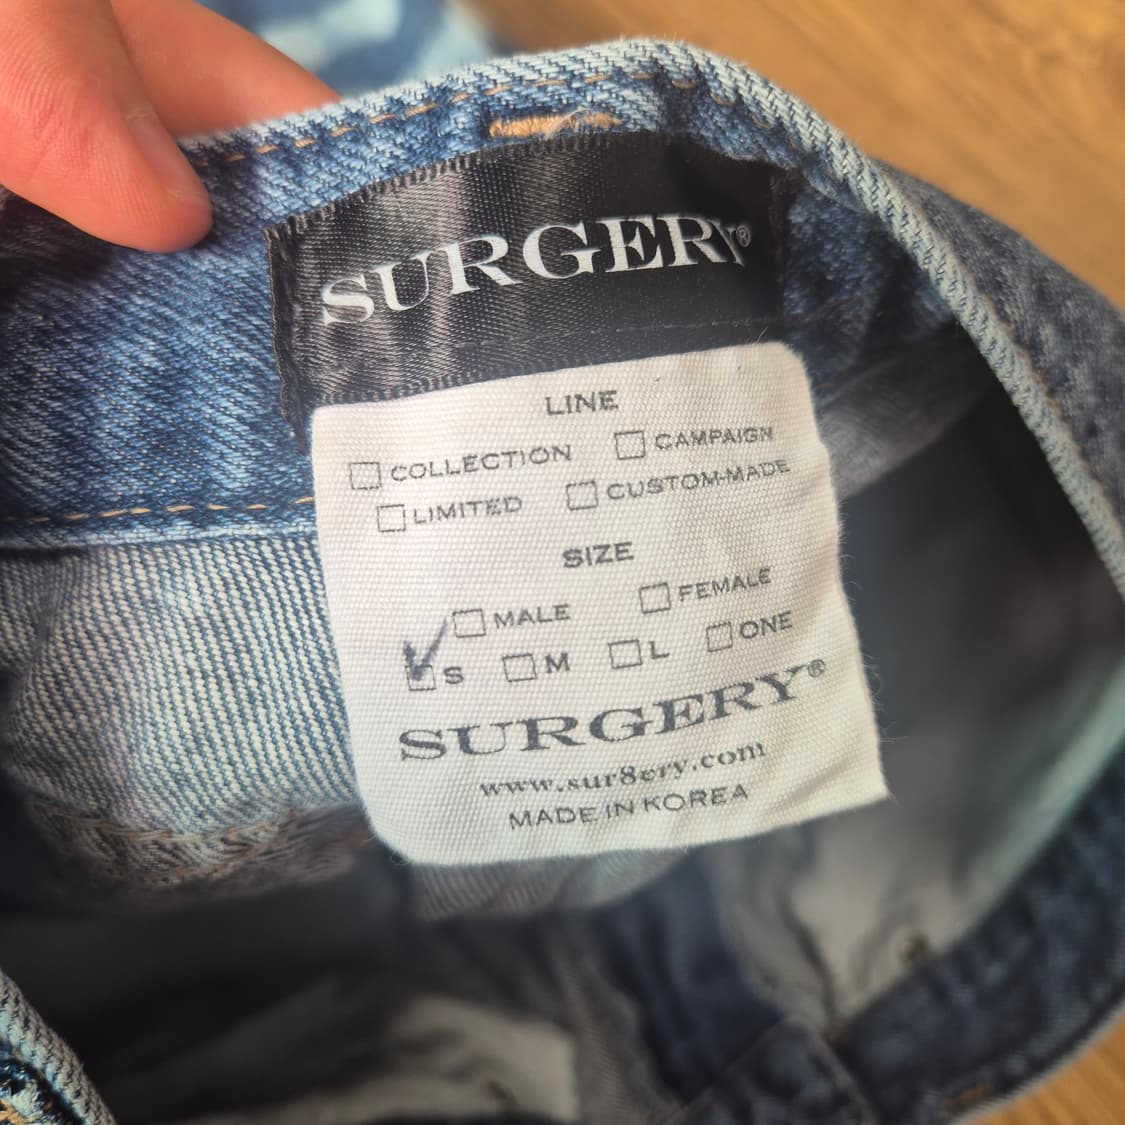 SURGERY®
LINE
☐ COLLECTION ☐ CAMPAIGN
☐ LIMITED ☐ CUSTOM-MADE
SIZE
☐ MALE ☐ FEMALE
☑ S ☐ M ☐ L ☐ ONE
SURGERY®
www.sur8ery.com
MADE IN KOREA